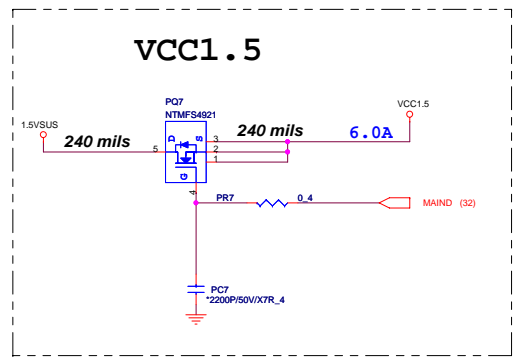 VCC1.5
PQ7
NTMFS4921
1.5VSUS
240 mils
5
D
S
G
3
2
1
4
240 mils
6.0A
VCC1.5
PR7
0_4
MAIND (32)
PC7
*2200P/50V/X7R_4